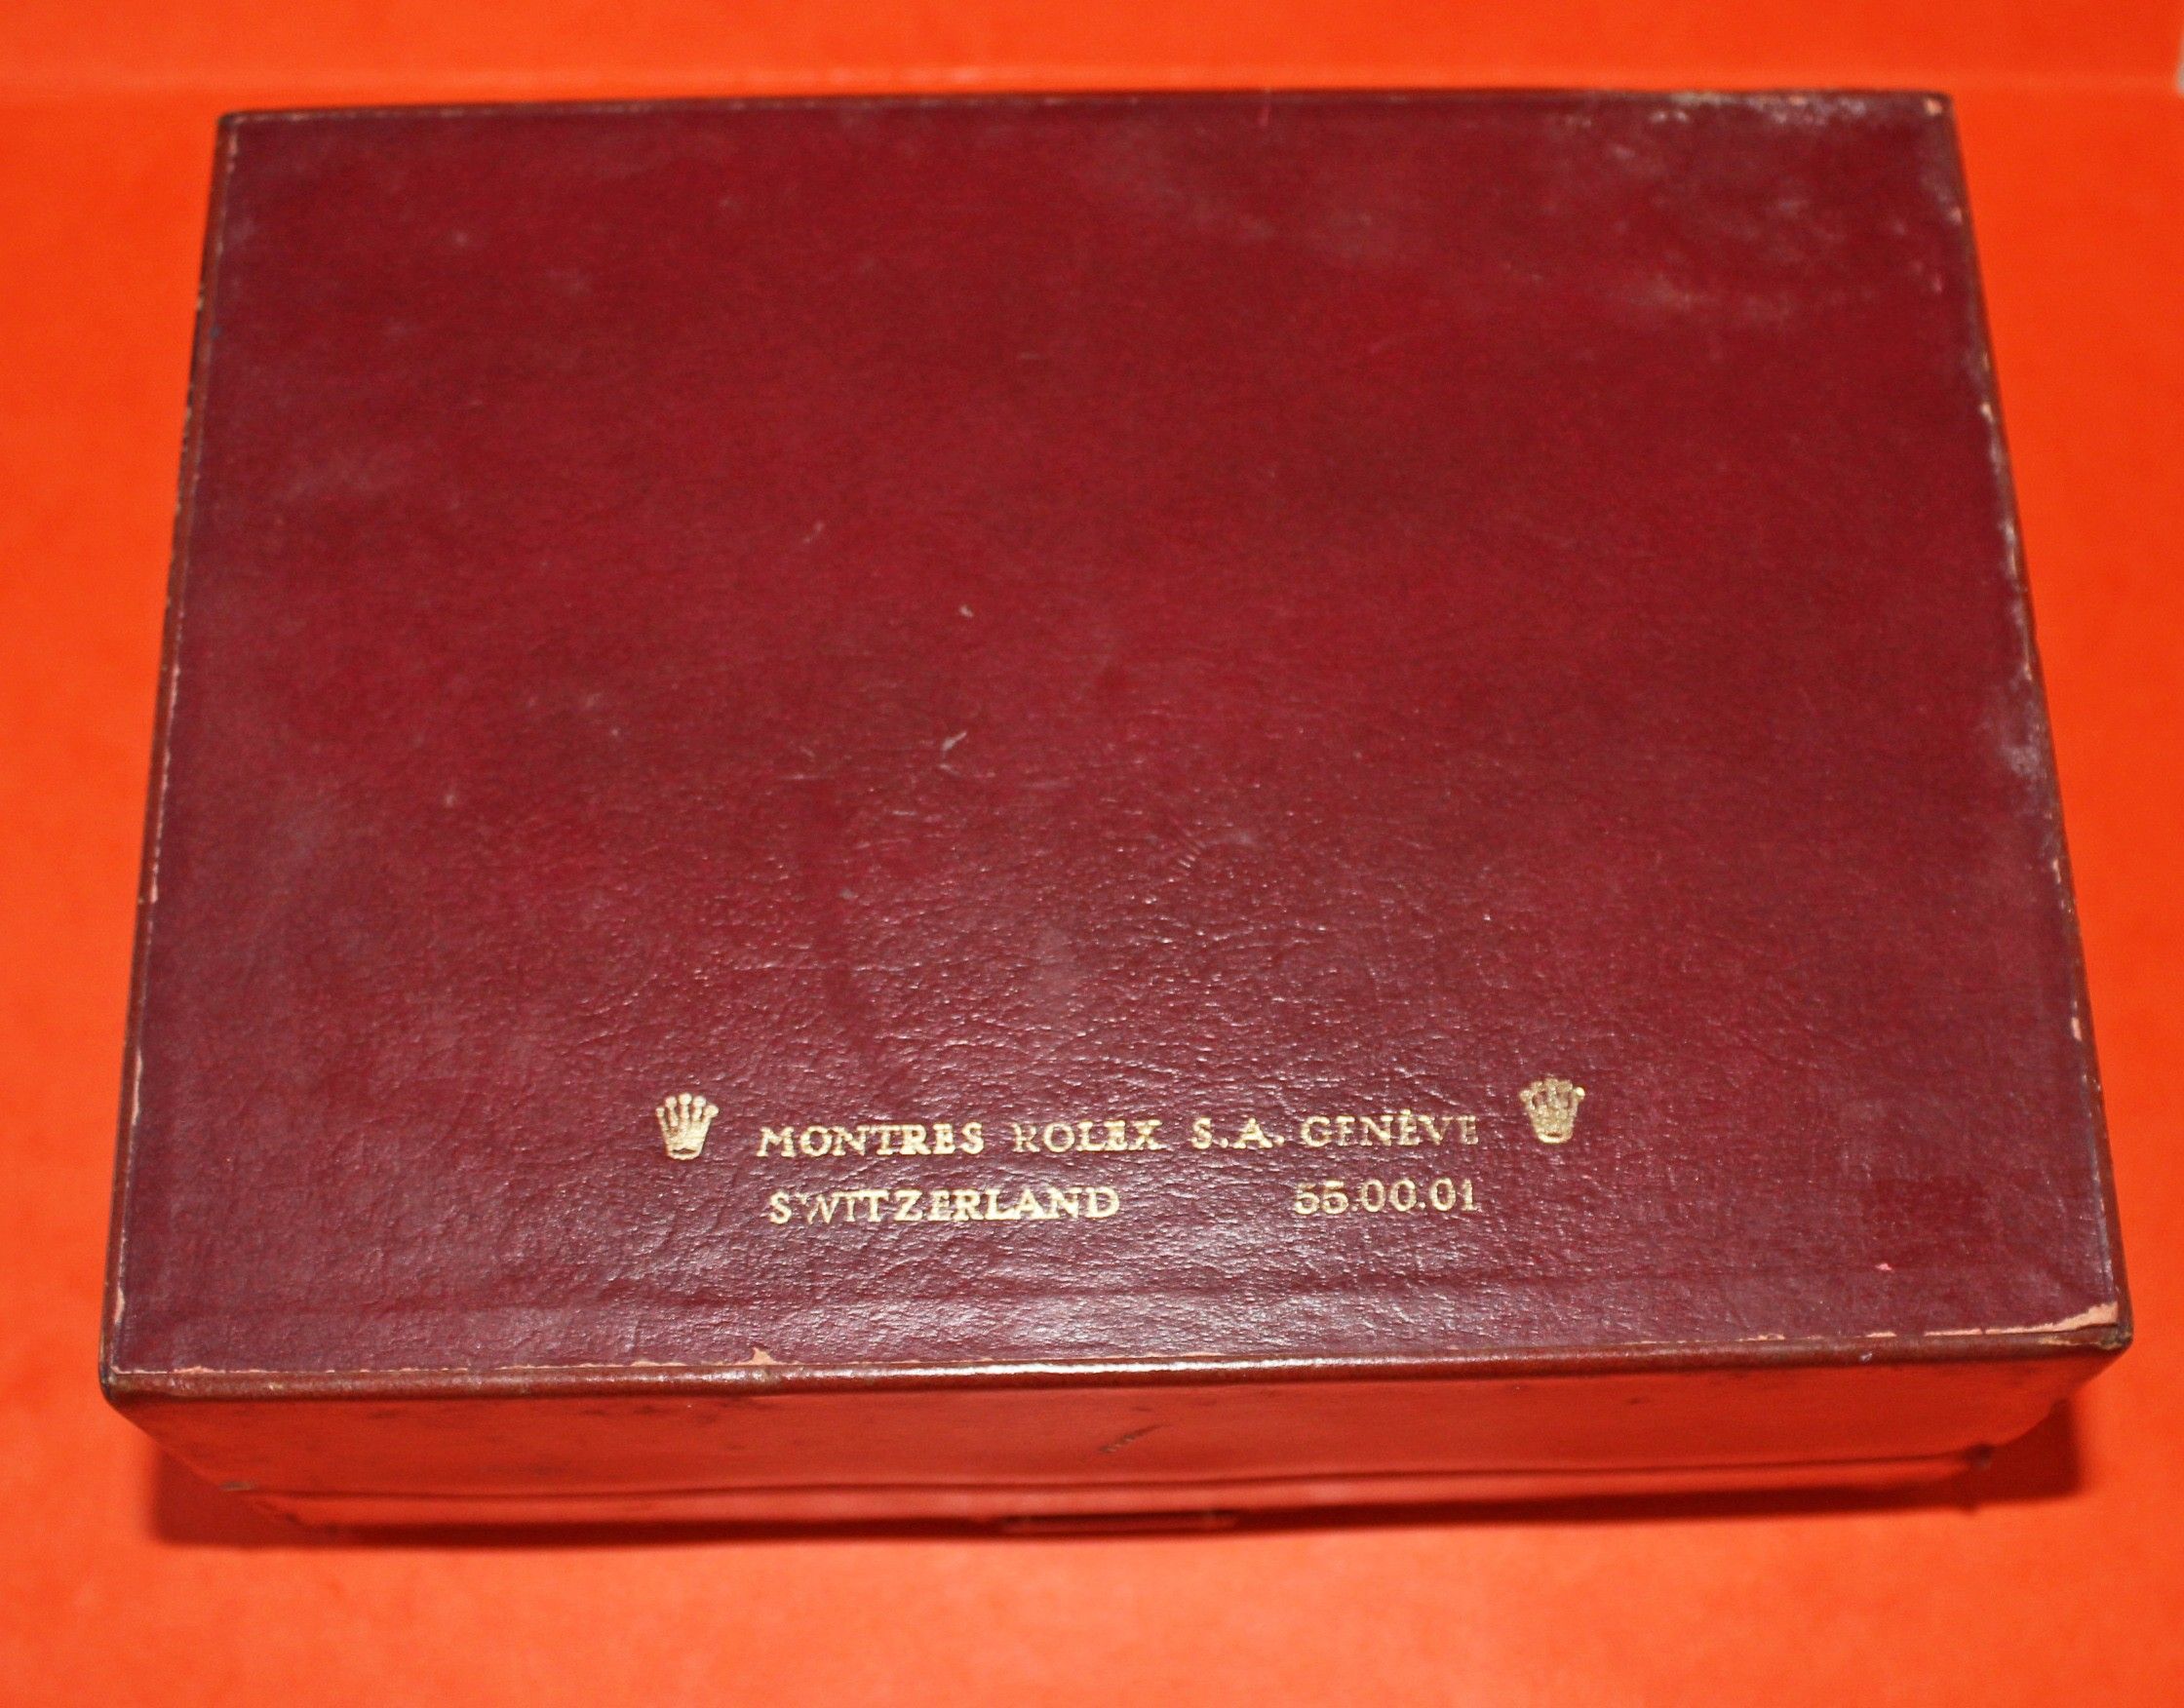 MONTRES ROLEX S.A. GENÈVE
SWITZERLAND 55.00.01